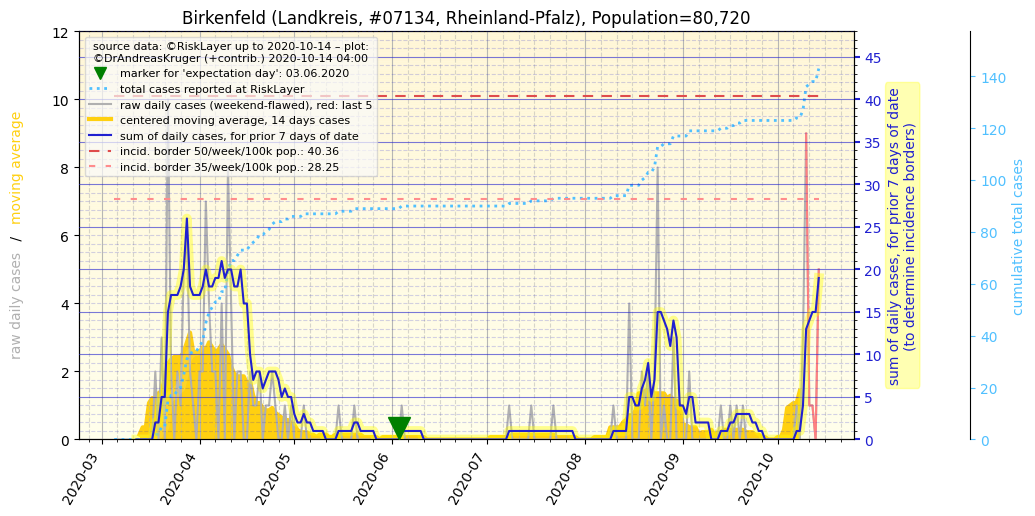 Birkenfeld (Landkreis, #07134, Rheinland-Pfalz), Population=80,720
source data: ©RiskLayer up to 2020-10-14 – plot:
©DrAndreasKruger (+contrib.) 2020-10-14 04:00
marker for 'expectation day': 03.06.2020
total cases reported at RiskLayer
raw daily cases (weekend-flawed), red: last 5
centered moving average, 14 days cases
sum of daily cases, for prior 7 days of date
incid. border 50/week/100k pop.: 40.36
incid. border 35/week/100k pop.: 28.25
raw daily cases / moving average
12
10
8
6
4
2
0
45
40
35
30
25
20
15
10
5
0
sum of daily cases, for prior 7 days of date
(to determine incidence borders)
140
120
100
80
60
40
20
0
cumulative total cases
2020-03
2020-04
2020-05
2020-06
2020-07
2020-08
2020-09
2020-10